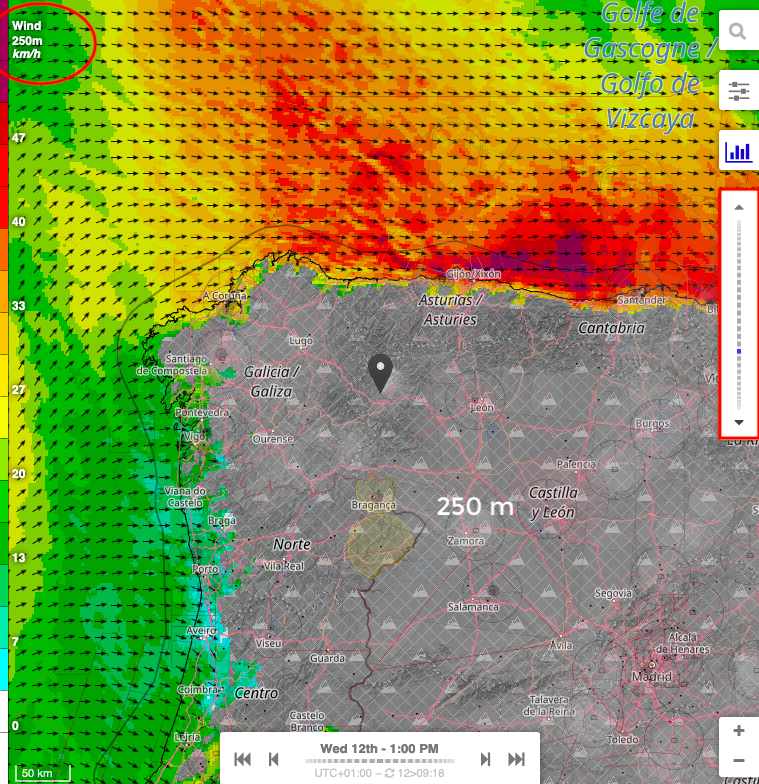 Wind
250m
km/h
Golfe de
Gascogne /
Golfo de
Vizcaya
47
40
33
27
20
13
7
0
Gijón/Xixón
A Coruña
Asturias /
Asturies
Santander
Cantabria
Lugo
Santiago
de Compostela
Galicia /
Galiza
León
Pontevedra
Burgos
Vigo
Ourense
Palencia
Viana do
Castelo
Bragança
250 m
Castilla
y León
Braga
Norte
Zamora
Porto
Vila Real
Segovia
Salamanca
Aveiro
Viseu
Ávila
Alcalá
de Henares
Guarda
Madrid
Coimbra
Centro
Talavera
de la Reina
Castelo
Branco
Leiria
Toledo
Wed 12th - 1:00 PM
UTC+01:00 – 12>09:18
50 km